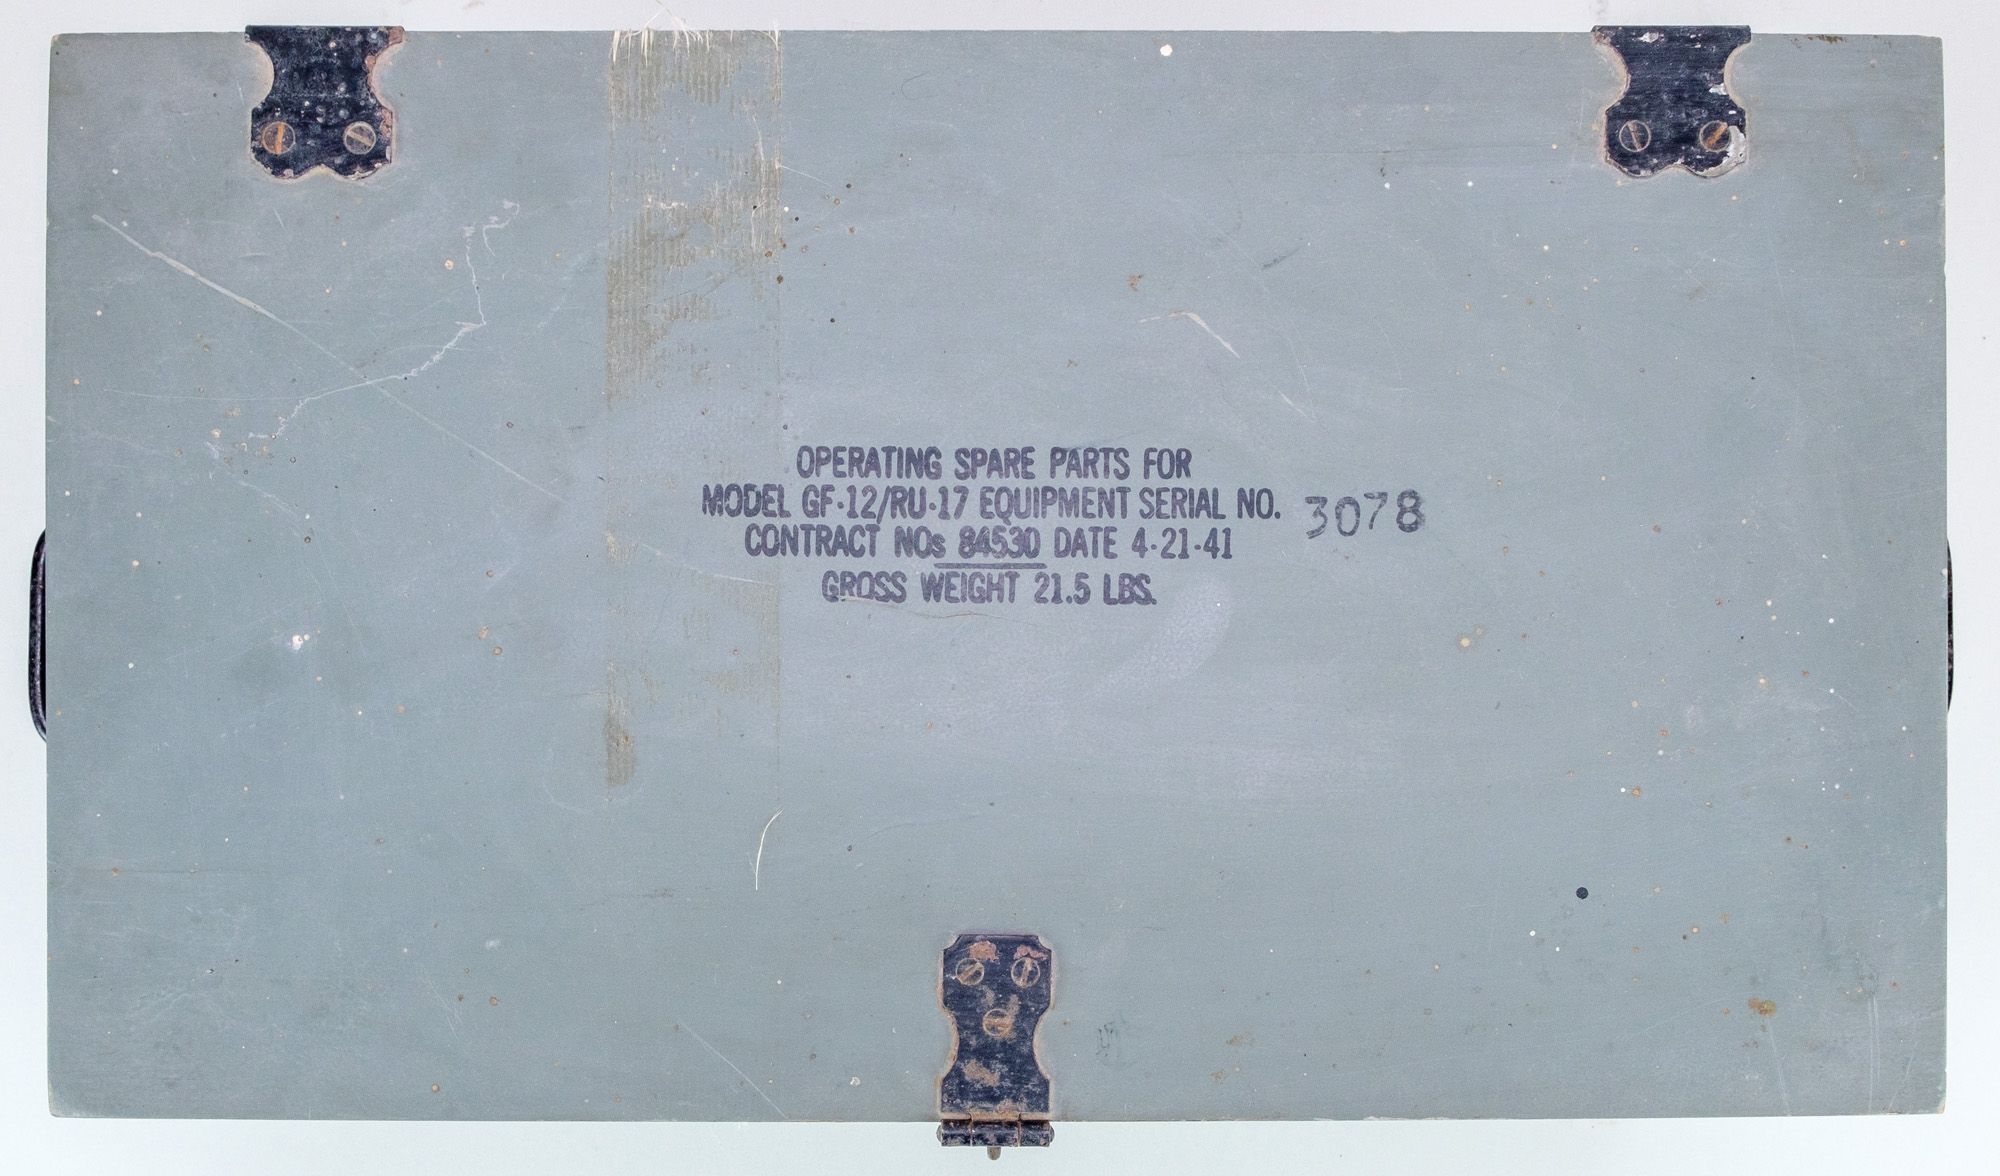 OPERATING SPARE PARTS FOR
MODEL GF-12/RU-17 EQUIPMENT SERIAL NO. 3078
CONTRACT NOs 84530 DATE 4-21-41
GROSS WEIGHT 21.5 LBS.